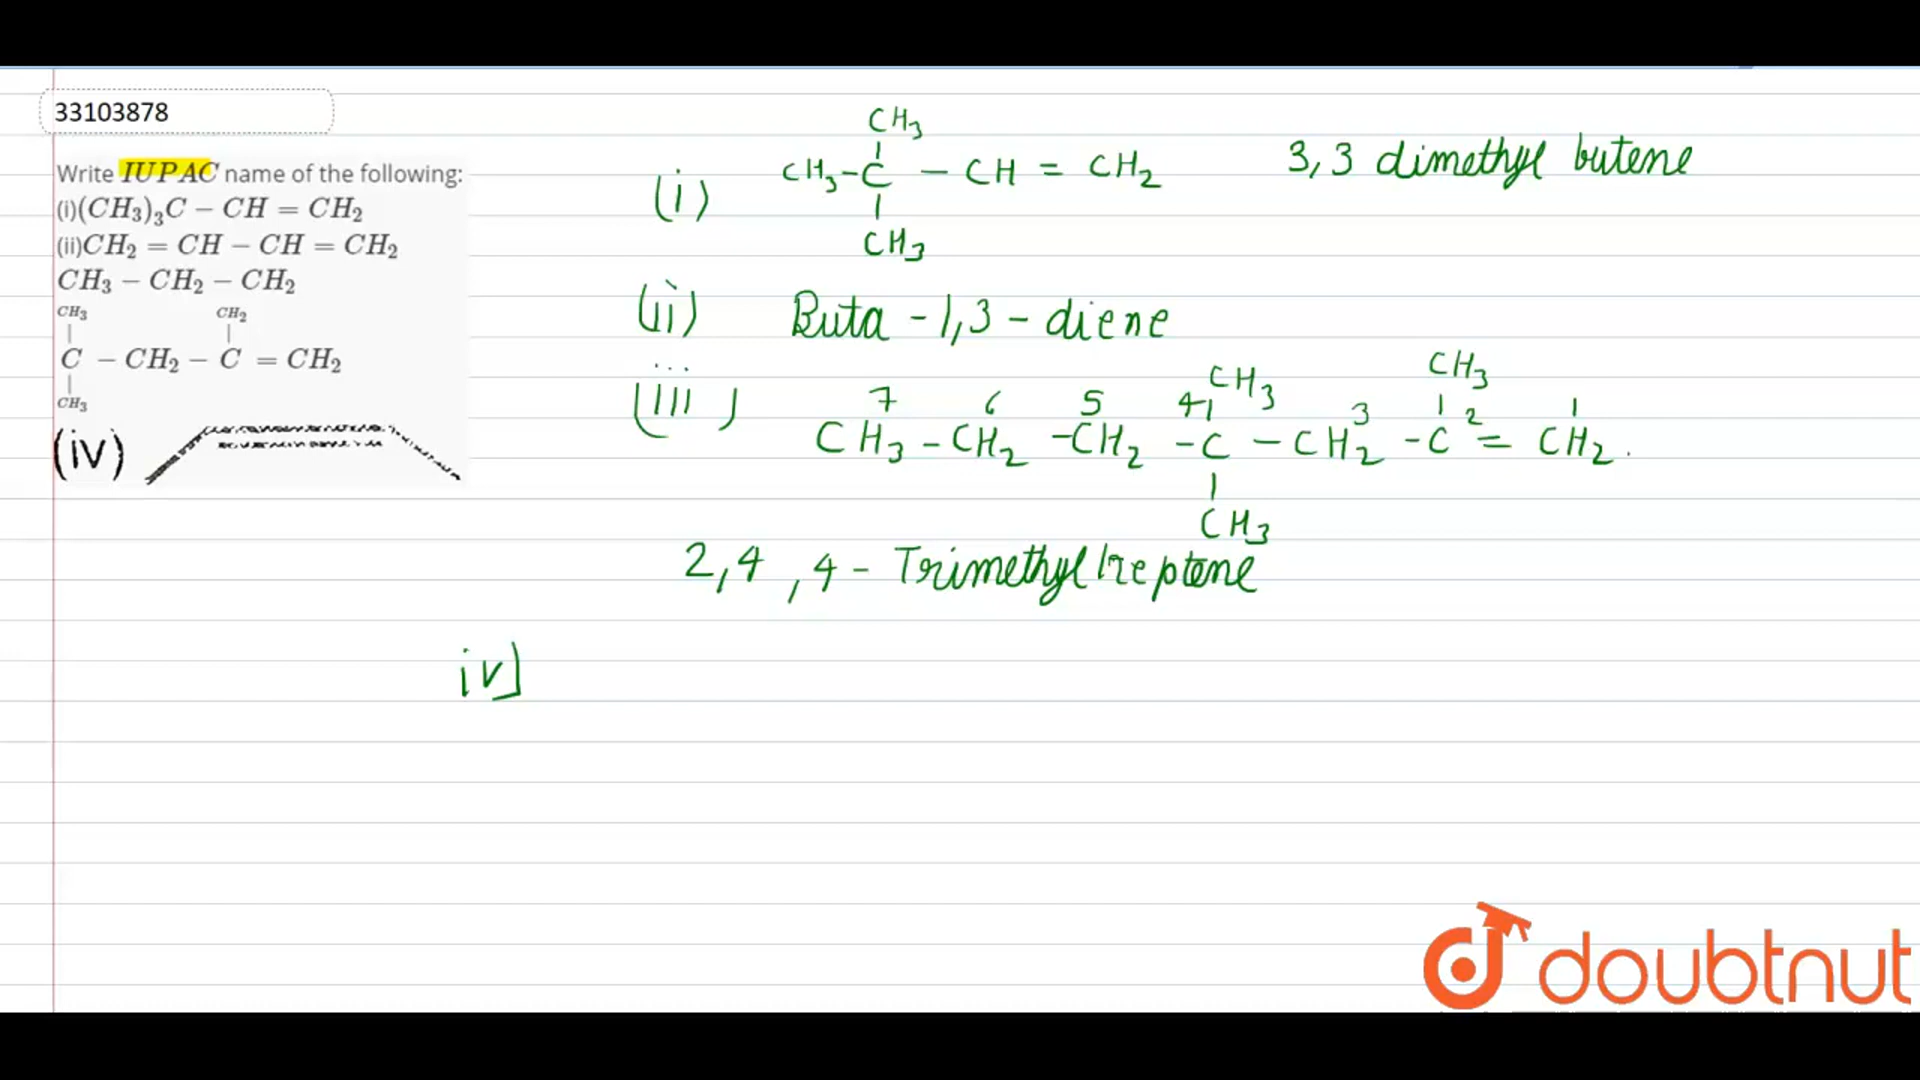 33103878
Write IUPAC name of the following:
(i)(CH₃)₃C − CH = CH₂
(ii)CH₂ = CH − CH = CH₂
CH₃ − CH₂ − CH₂
CH₃ CH₂
| |
C − CH₂ − C = CH₂
|
CH₃
(iv)
CH₃
|
(i) CH₃-C - CH = CH₂ 3,3 dimethyl butene
|
CH₃
(ii) Buta -1,3- diene
CH₃ CH₃
7 6 5 4| 3 | 2 1
(iii) CH₃-CH₂-CH₂-C-CH₂-C=CH₂.
|
CH₃
2,4,4- Trimethyl heptene
iv)
doubtnut